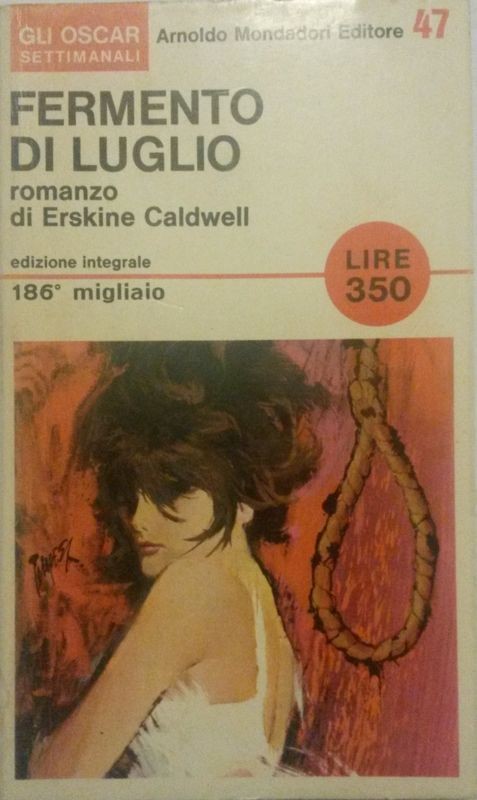 GLI OSCAR
SETTIMANALI
Arnoldo Mondadori Editore 47
FERMENTO
DI LUGLIO
romanzo
di Erskine Caldwell
edizione integrale
186° migliaio
LIRE
350